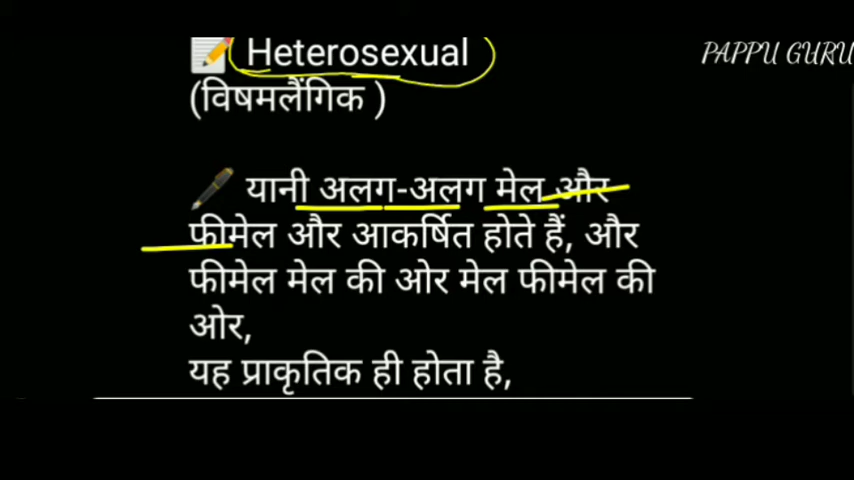 Heterosexual
PAPPU GURU
(विषमलैंगिक )
यानी अलग-अलग मेल और
फीमेल और आकर्षित होते हैं, और
फीमेल मेल की ओर मेल फीमेल की
ओर,
यह प्राकृतिक ही होता है,